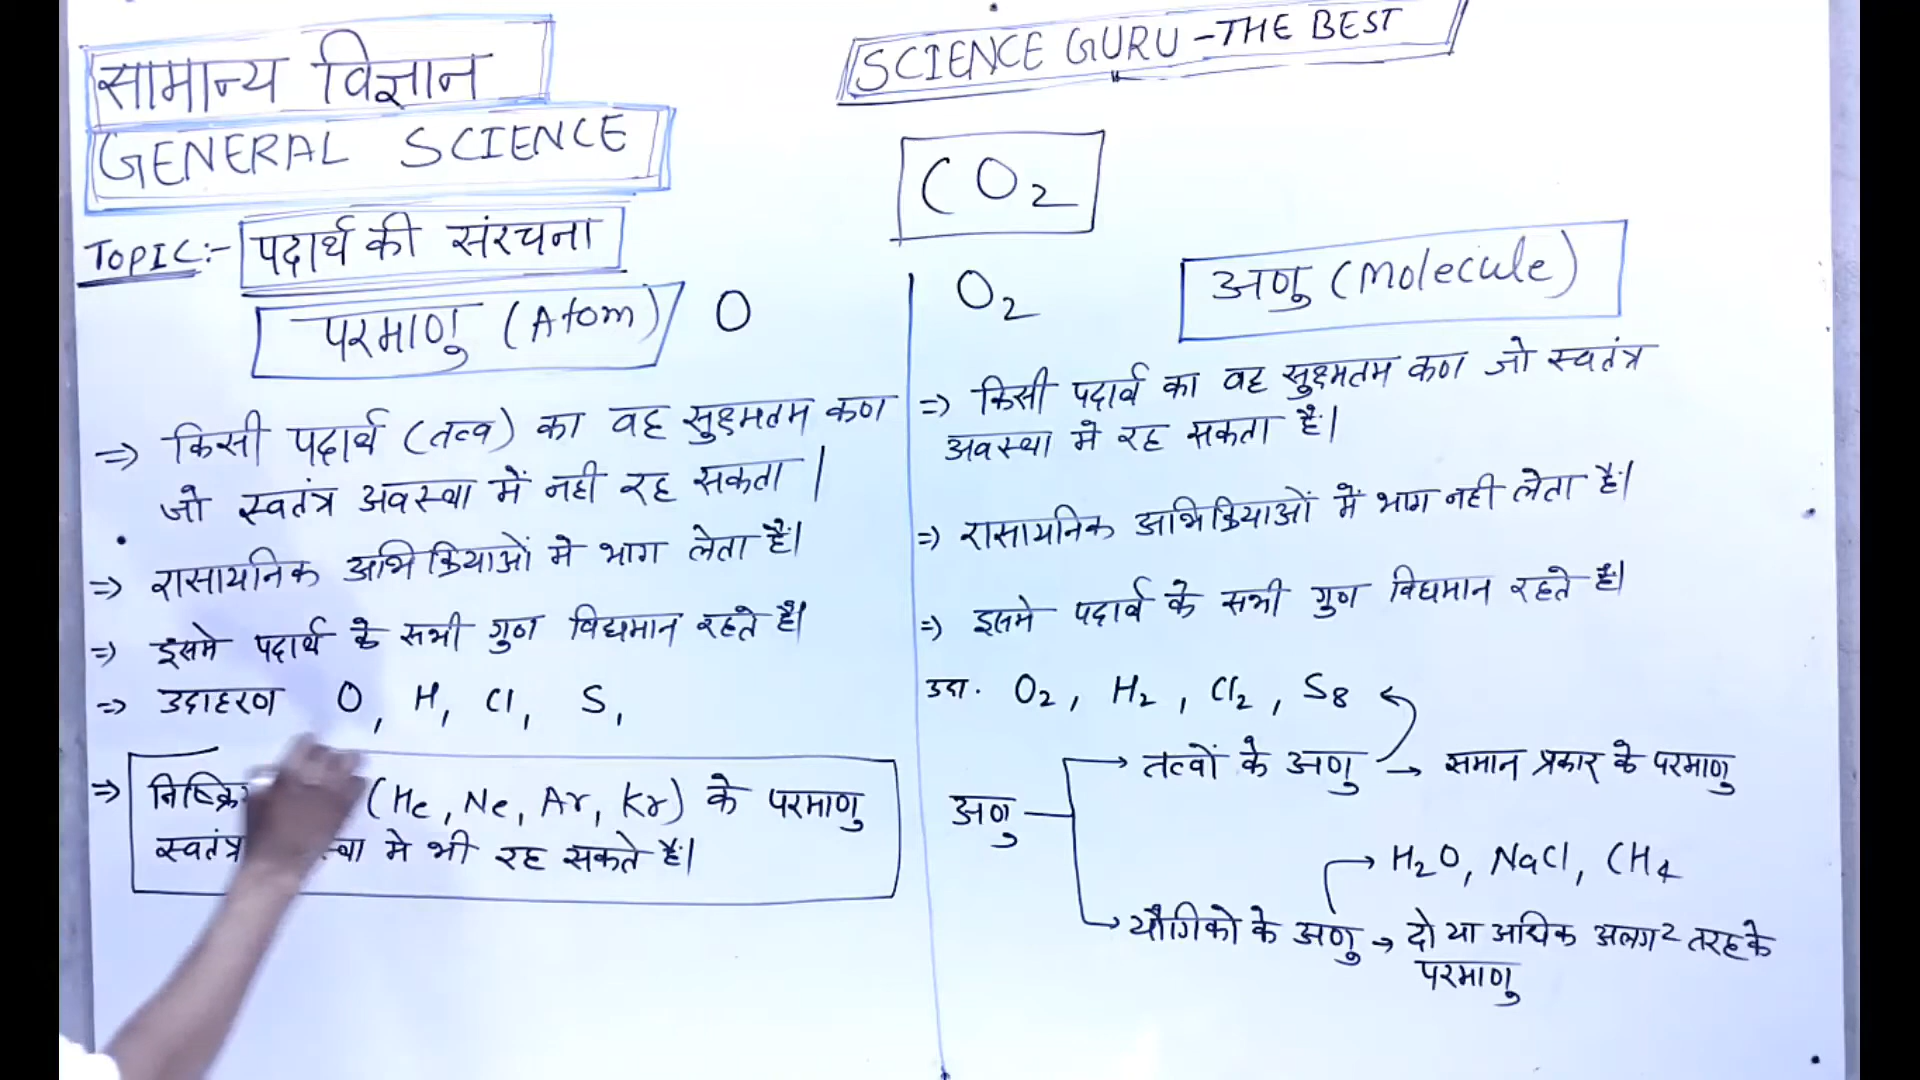 सामान्य विज्ञान
GENERAL SCIENCE
SCIENCE GURU - THE BEST
CO2
TOPIC:- पदार्थ की संरचना
परमाणु (Atom) O
⇒ किसी पदार्थ (तत्व) का वह सुक्ष्मतम कण
जो स्वतंत्र अवस्था में नही रह सकता |
⇒ रासायनिक अभिक्रियाओं मे भाग लेता है।
⇒ इसमे पदार्थ के सभी गुण विद्यमान रहते हैं।
⇒ उदाहरण O, H, Cl, S,
⇒ (He, Ne, Ar, Kr) के परमाणु
स्वतंत्र मे भी रह सकते हैं।
O2 अणु (Molecule)
⇒ किसी पदार्थ का वह सुक्ष्मतम कण जो स्वतंत्र
अवस्था मे रह सकता है।
⇒ रासायनिक अभिक्रियाओं में भाग नही लेता है।
⇒ इसमे पदार्थ के सभी गुण विद्यमान रहते हैं।
उदा. O2, H2, Cl2, S8
तत्वों के अणु → समान प्रकार के परमाणु
अणु
H2O, NaCl, CH4
यौगिको के अणु → दो या अधिक अलग2 तरह के
परमाणु